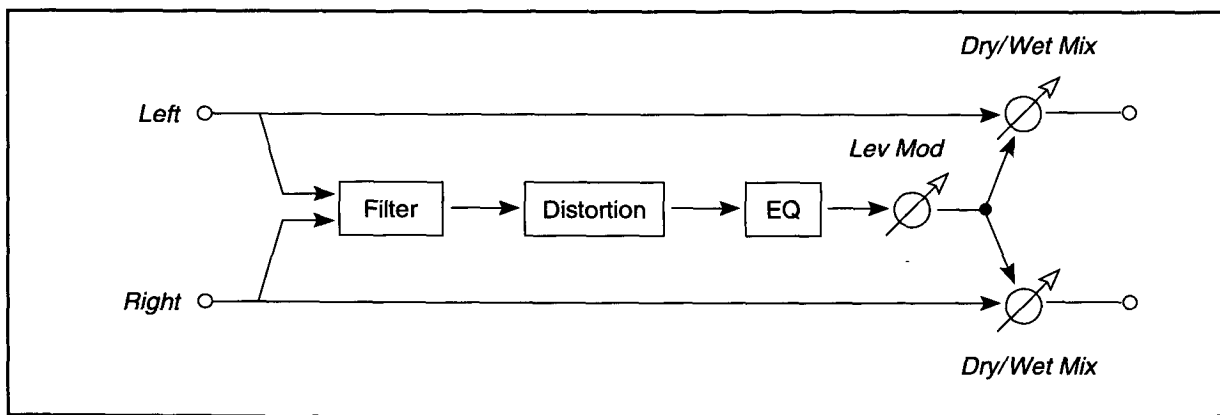 Dry/Wet Mix
Left
Lev Mod
Filter
Distortion
EQ
Right
Dry/Wet Mix